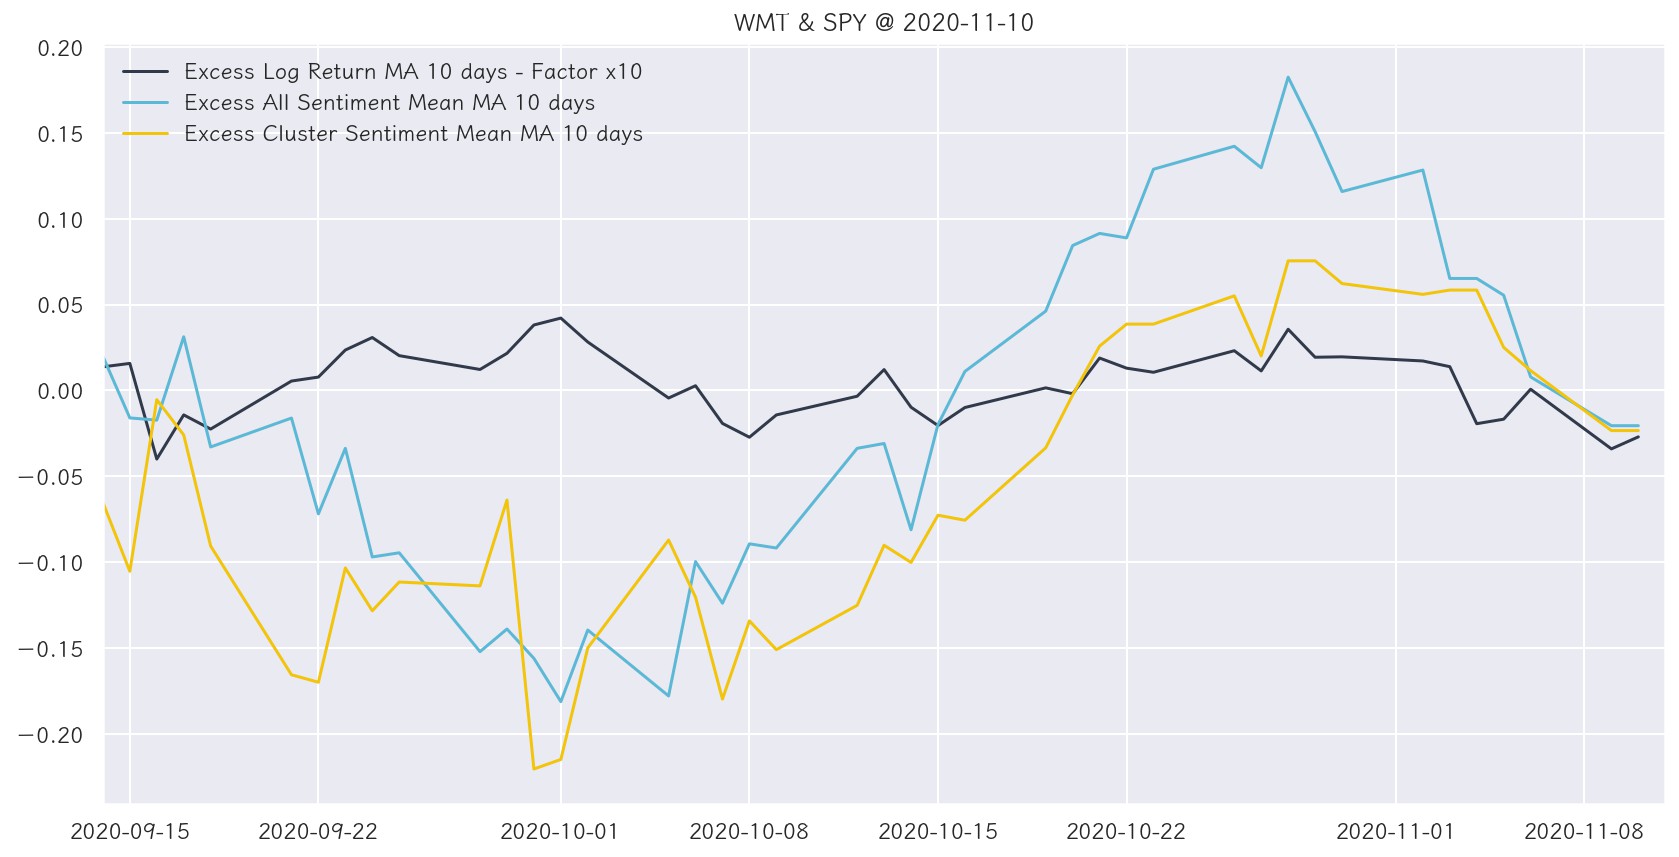 WMT & SPY @ 2020-11-10
0.20
0.15
0.10
0.05
0.00
−0.05
−0.10
−0.15
−0.20
Excess Log Return MA 10 days - Factor x10
Excess All Sentiment Mean MA 10 days
Excess Cluster Sentiment Mean MA 10 days
2020-09-15 2020-09-22 2020-10-01 2020-10-08 2020-10-15 2020-10-22 2020-11-01 2020-11-08